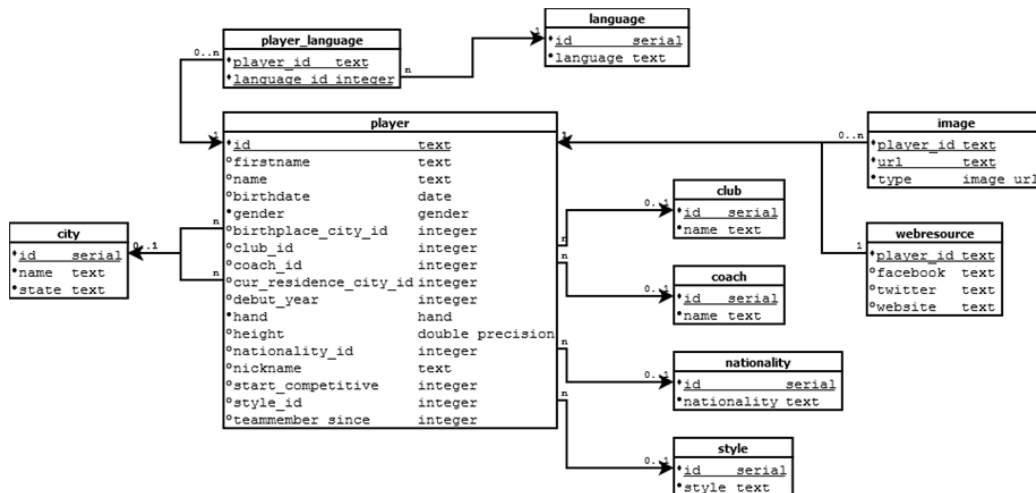 language
id serial
language text
player_language
player_id text
language_id integer
0..n
n
1
player
id text
firstname text
name text
birthdate date
gender gender
birthplace_city_id integer
club_id integer
coach_id integer
cur_residence_city_id integer
debut_year integer
hand hand
height double precision
nationality_id integer
nickname text
start_competitive integer
style_id integer
teammember_since integer
1
1
n
n
n
n
n
n
city
id serial
name text
state text
0..1
image
player_id text
url text
type image_url
0..n
club
id serial
name text
0..1
webresource
player_id text
facebook text
twitter text
website text
1
coach
id serial
name text
0..1
nationality
id serial
nationality text
0..1
style
id serial
style text
0..1